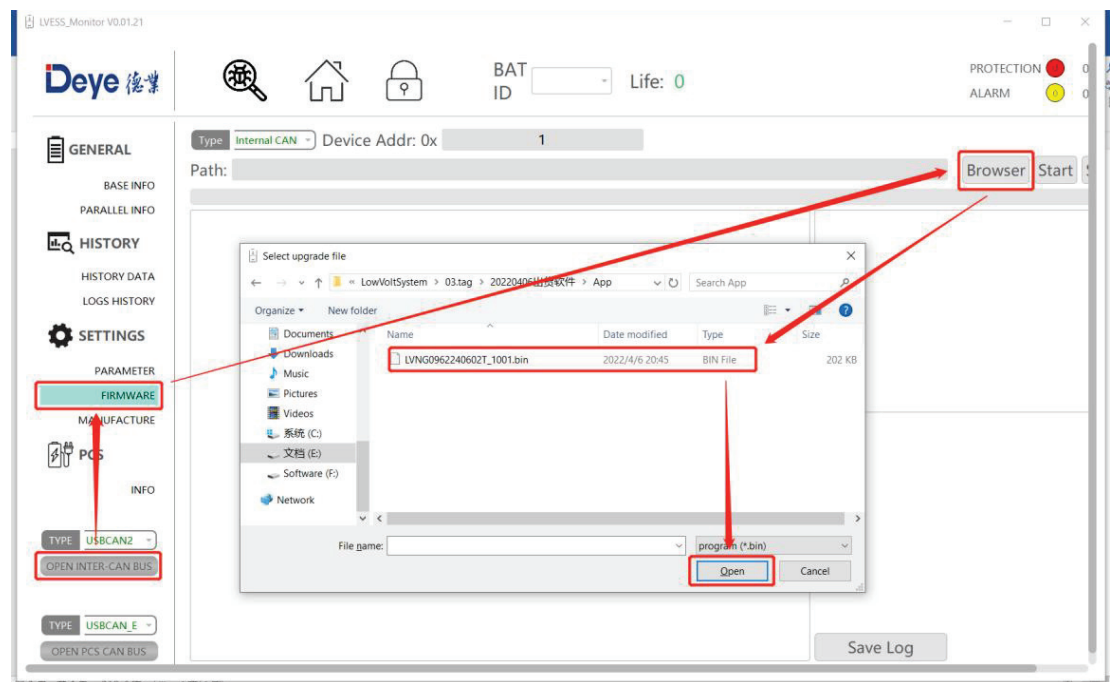 LVESS_Monitor V0.01.21
Deye 德業
BAT ID
Life: 0
PROTECTION 0
ALARM 0 0
GENERAL
BASE INFO
PARALLEL INFO
HISTORY
HISTORY DATA
LOGS HISTORY
SETTINGS
PARAMETER
FIRMWARE
MANUFACTURE
PCS
INFO
TYPE USBCAN2
OPEN INTER-CAN BUS
TYPE USBCAN_E
OPEN PCS CAN BUS
Type Internal CAN Device Addr: 0x 1
Path:
Browser Start
Select upgrade file
« LowVoltSystem > 03.tag > 20220406出货软件 > App
Search App
Organize New folder
Documents
Downloads
Music
Pictures
Videos
系统 (C:)
文档 (E:)
Software (F:)
Network
Name Date modified Type Size
LVNG0962240602T_1001.bin 2022/4/6 20:45 BIN File 202 KB
File name:
program (*.bin)
Open Cancel
Save Log